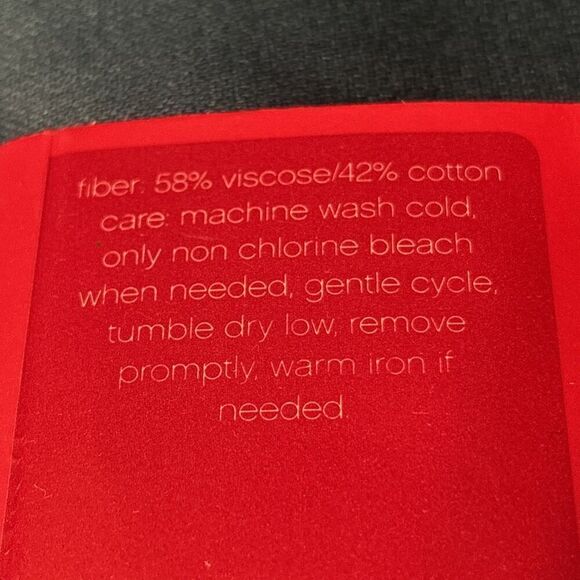 fiber: 58% viscose/42% cotton
care: machine wash cold,
only non chlorine bleach
when needed, gentle cycle,
tumble dry low, remove
promptly, warm iron if
needed.